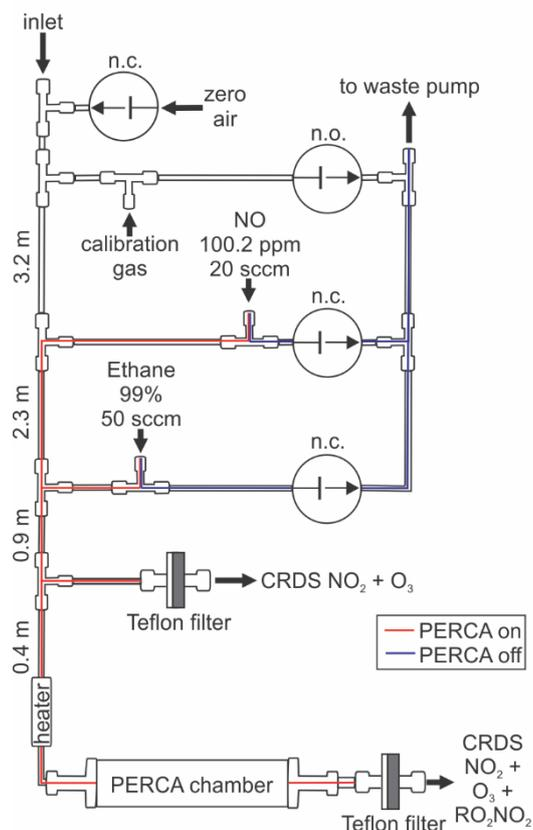 inlet
n.c.
zero
air
to waste pump
n.o.
calibration
gas
NO
100.2 ppm
20 sccm
n.c.
3.2 m
Ethane
99%
50 sccm
n.c.
2.3 m
0.9 m
CRDS NO₂ + O₃
Teflon filter
PERCA on
PERCA off
0.4 m
heater
PERCA chamber
CRDS
NO₂ +
O₃ +
RO₂NO₂
Teflon filter